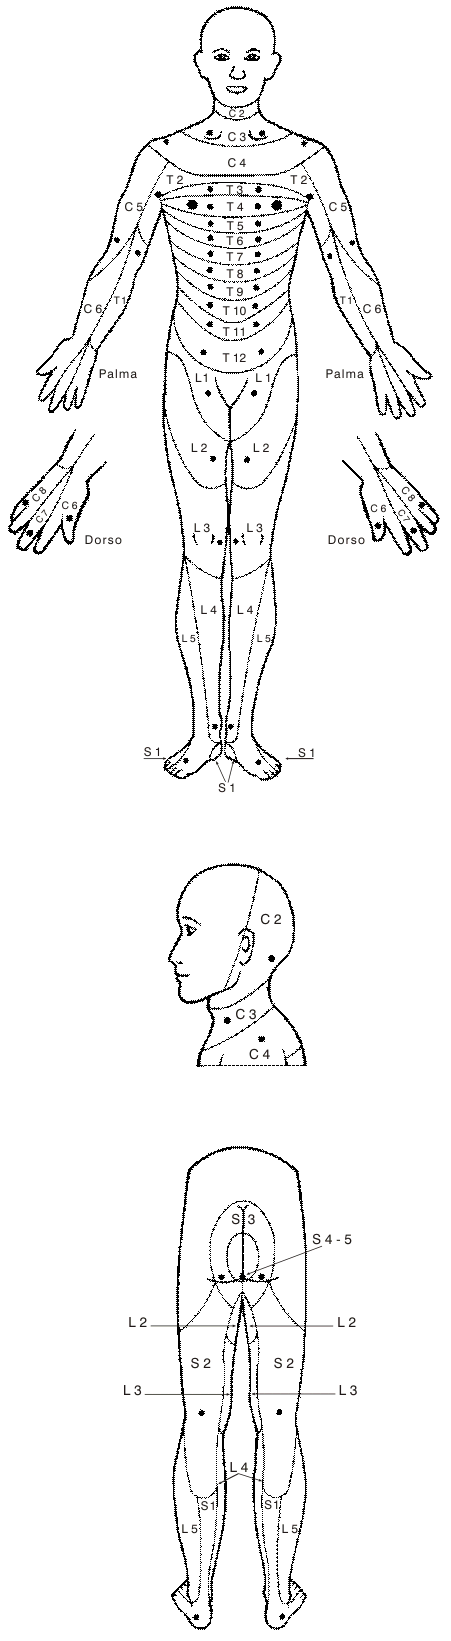 C2
C3
C4
T2 T2
T3
C5 T4 C5
T5
T6
T7
T8
T9
C6 T1 T10 T1 C6
T11
T12
Palma L1 L1 Palma
L2 L2
C8 C8
C7 C6 C6 C7
L3 L3
Dorso Dorso
L4 L4
L5 L5
S1 S1
S1
C2
C3
C4
S3
S4-5
L2 L2
S2 S2
L3 L3
L4
S1 S1
L5 L5